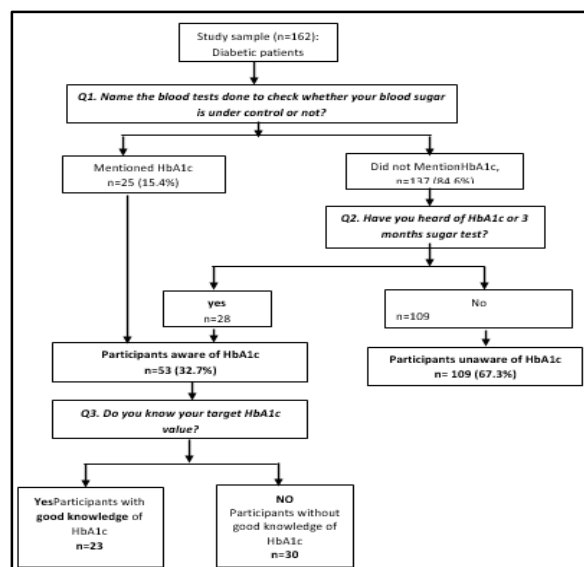 Study sample (n=162):
Diabetic patients
Q1. Name the blood tests done to check whether your blood sugar
is under control or not?
Mentioned HbA1c
n=25 (15.4%)
Did not MentionHbA1c,
n=137 (84.6%)
Q2. Have you heard of HbA1c or 3
months sugar test?
yes
n=28
No
n=109
Participants aware of HbA1c
n=53 (32.7%)
Participants unaware of HbA1c
n= 109 (67.3%)
Q3. Do you know your target HbA1c
value?
YesParticipants with
good knowledge of
HbA1c
n=23
NO
Participants without
good knowledge of
HbA1c
n=30